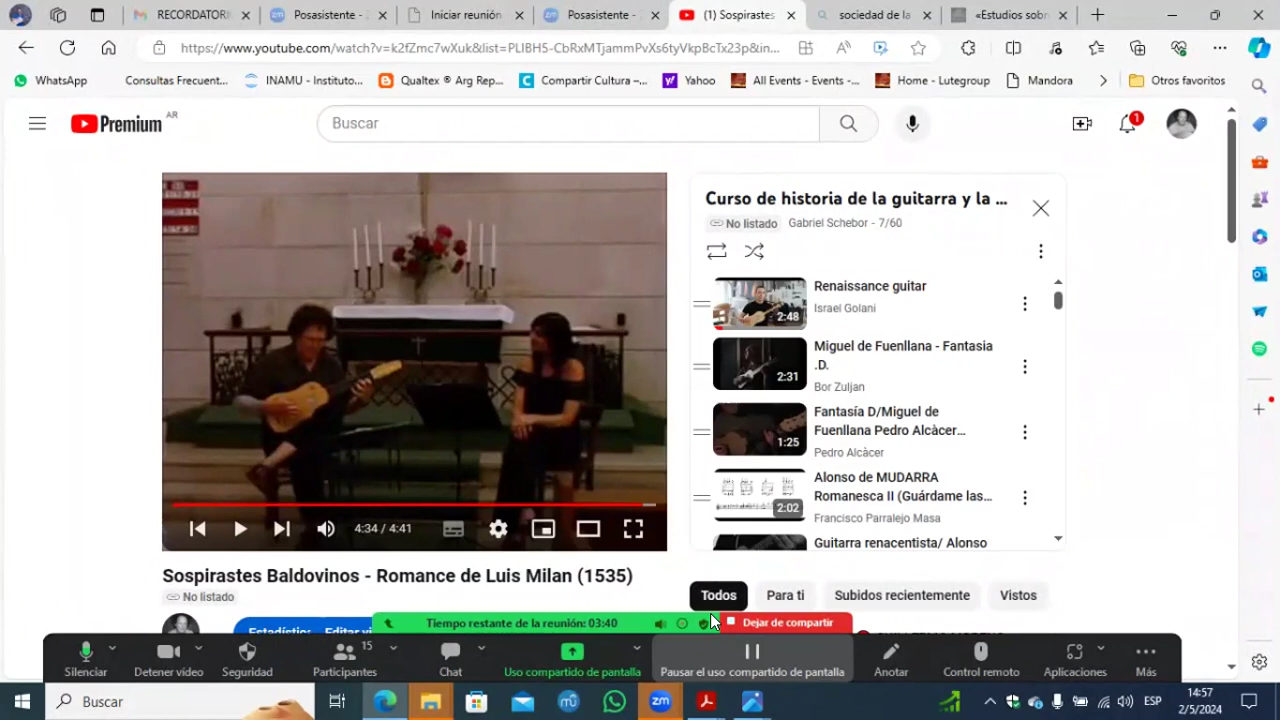 RECORDATORI
Posasistente -
Iniciar reunión
Posasistente -
(1) Sospirastes
sociedad de la
«Estudios sobr
https://www.youtube.com/watch?v=k2fZmc7wXuk&list=PLIBH5-CbRxMTjammPvXs6tyVkpBcTx23p&in...
WhatsApp
Consultas Frecuent...
INAMU - Instituto...
Qualtex ® Arg Rep...
Compartir Cultura –...
Yahoo
All Events - Events -...
Home - Lutegroup
Mandora
Otros favoritos
Premium AR
Buscar
1
Curso de historia de la guitarra y la ...
No listado Gabriel Schebor - 7/60
Renaissance guitar
Israel Golani
2:48
Miguel de Fuenllana - Fantasia
.D.
Bor Zuljan
2:31
Fantasía D/Miguel de
Fuenllana Pedro Alcàcer...
Pedro Alcàcer
1:25
Alonso de MUDARRA
Romanesca II (Guárdame las...
Francisco Parralejo Masa
2:02
Guitarra renacentista/ Alonso
4:34 / 4:41
Sospirastes Baldovinos - Romance de Luis Milan (1535)
No listado
Todos
Para ti
Subidos recientemente
Vistos
Tiempo restante de la reunión: 03:40
Dejar de compartir
Silenciar
Detener video
Seguridad
15
Participantes
Chat
Uso compartido de pantalla
Pausar el uso compartido de pantalla
Anotar
Control remoto
Aplicaciones
Más
Buscar
ESP
14:57
2/5/2024